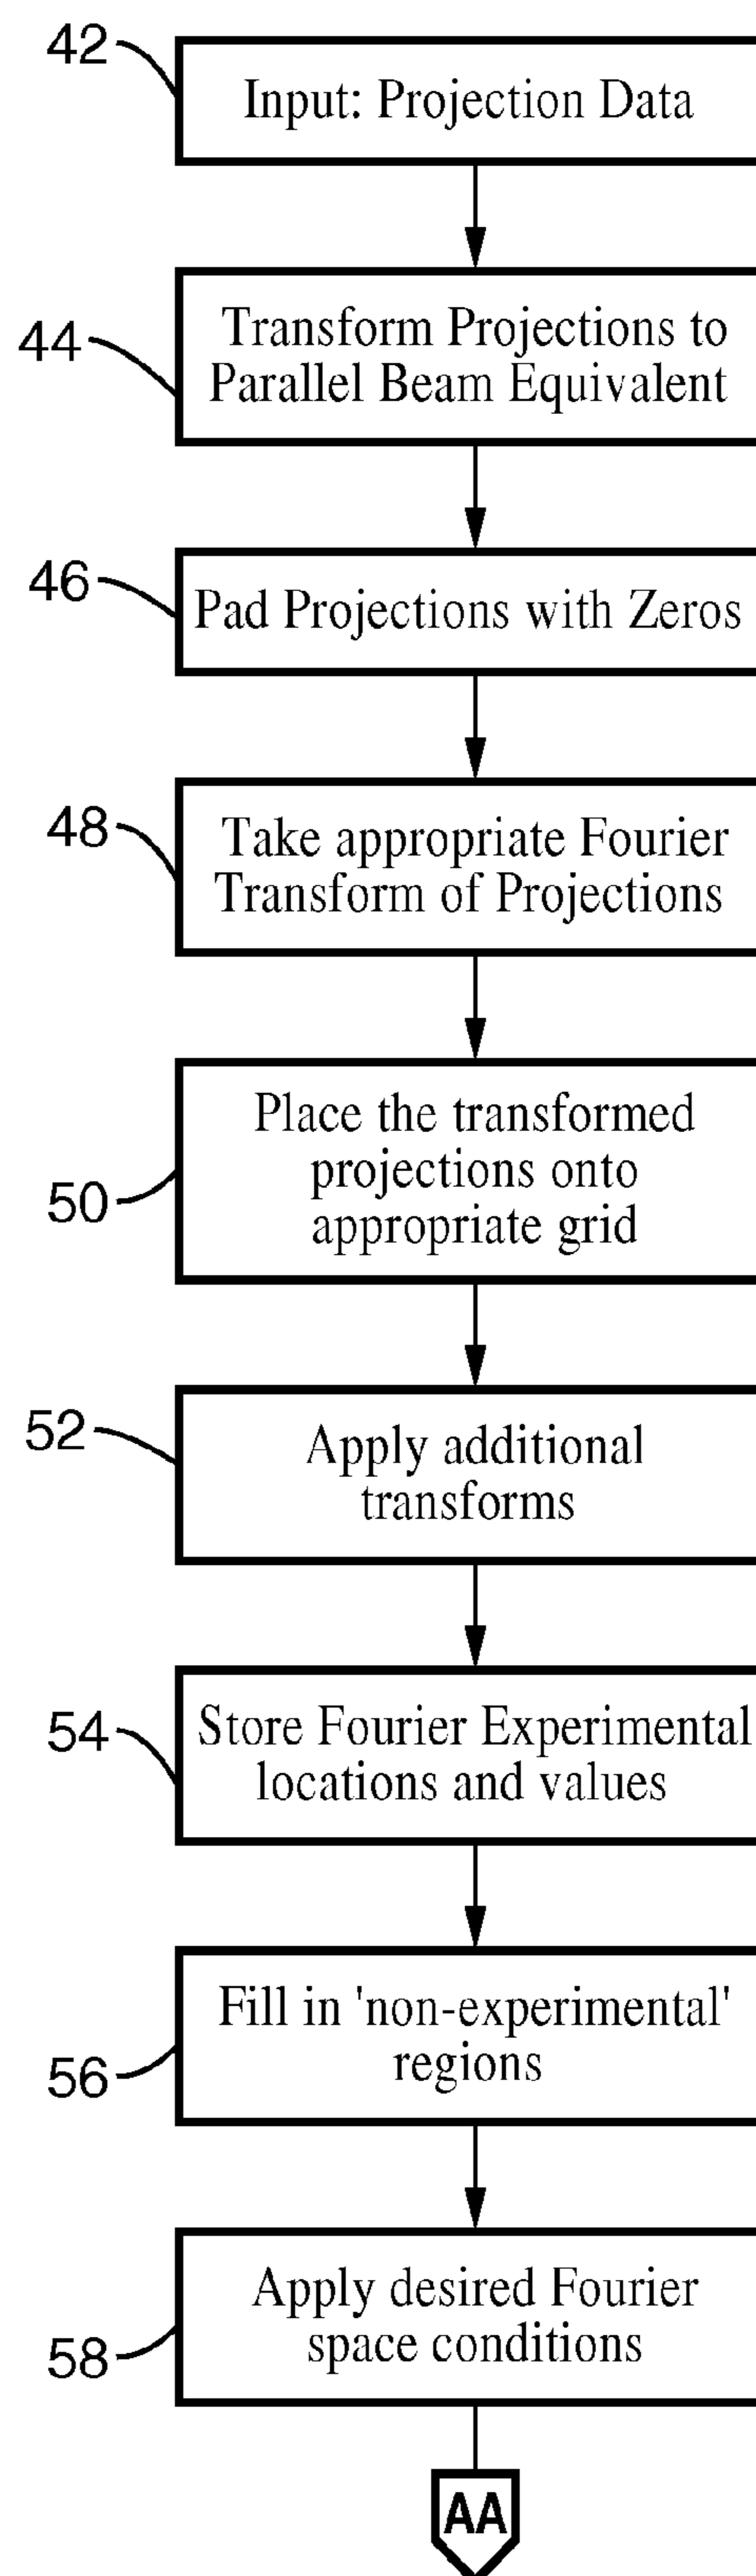 42
Input: Projection Data
44
Transform Projections to
Parallel Beam Equivalent
46
Pad Projections with Zeros
48
Take appropriate Fourier
Transform of Projections
50
Place the transformed
projections onto
appropriate grid
52
Apply additional
transforms
54
Store Fourier Experimental
locations and values
56
Fill in 'non-experimental'
regions
58
Apply desired Fourier
space conditions
AA